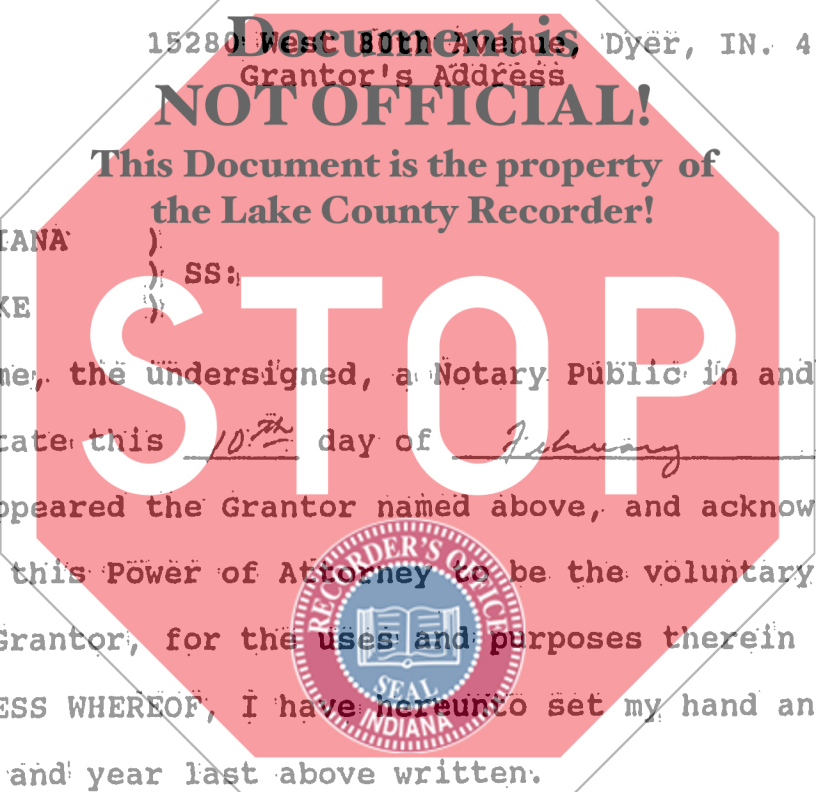 Document is
15280 West 80th Avenue, Dyer, IN. 4
Grantor's Address
NOT OFFICIAL!
This Document is the property of
the Lake County Recorder!
IANA )
) SS:
KE )
STOP
me, the undersigned, a Notary Public in and
tate this 10th day of February
ppeared the Grantor named above, and acknow
this Power of Attorney to be the voluntary
Grantor, for the uses and purposes therein
ESS WHEREOF, I have hereunto set my hand an
and year last above written.
RECORDER'S OFFICE
SEAL
INDIANA